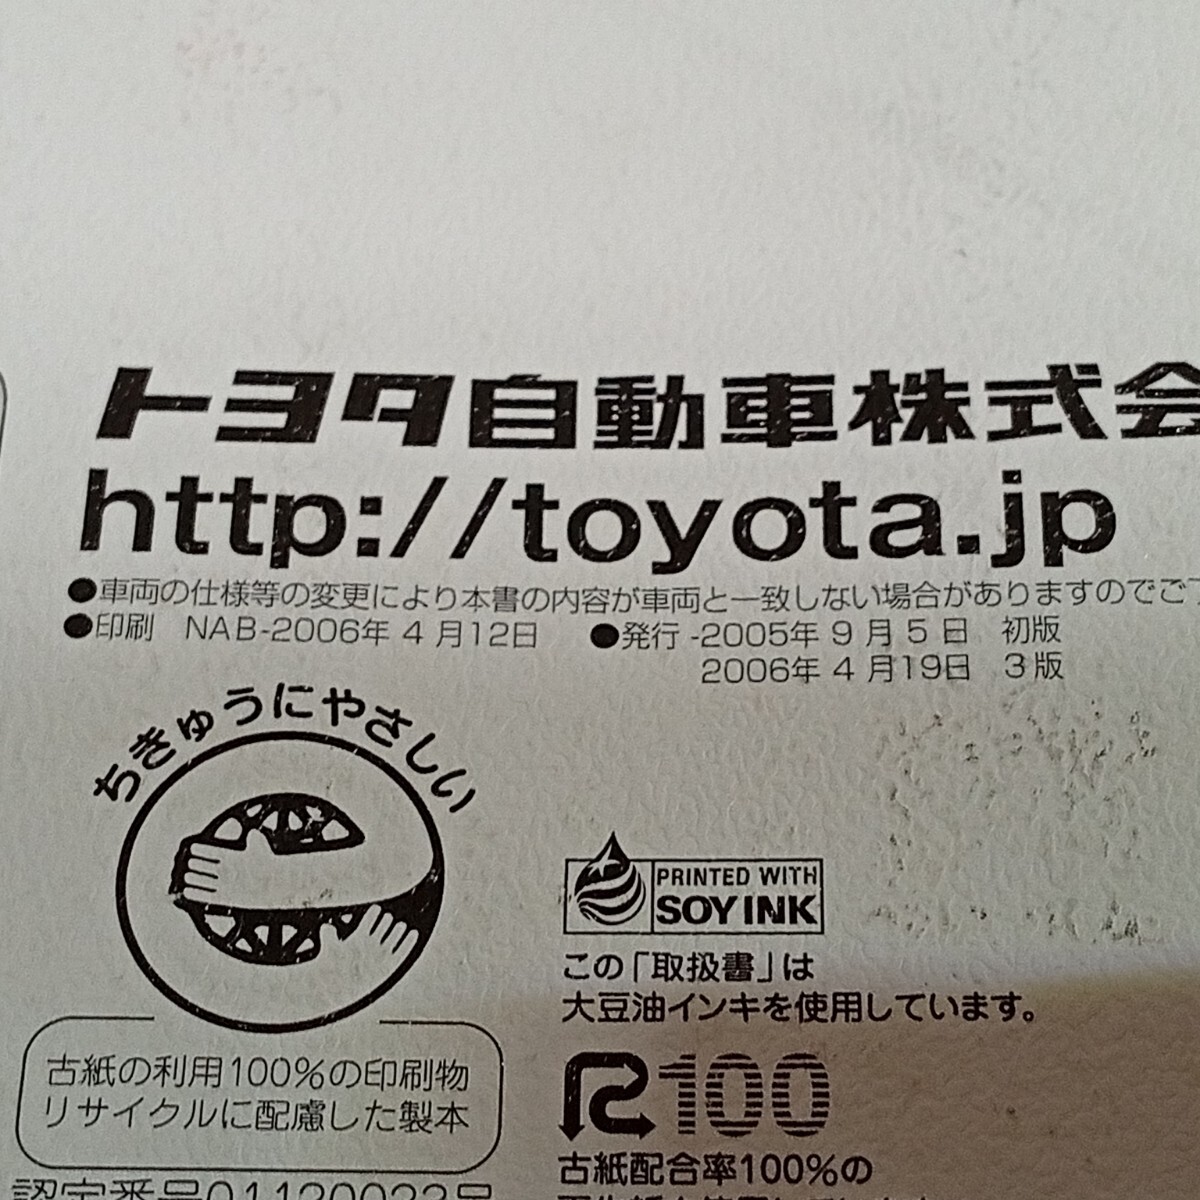 トヨタ自動車株式会
http://toyota.jp
●車両の仕様等の変更により本書の内容が車両と一致しない場合がありますのでご
●印刷 NAB-2006年 4 月12日 ●発行 -2005年 9 月 5 日 初版
2006年 4 月19日 3 版
ちきゅうにやさしい
PRINTED WITH
SOY INK
この「取扱書」は
大豆油インキを使用しています。
古紙の利用100%の印刷物
リサイクルに配慮した製本
R100
古紙配合率100%の